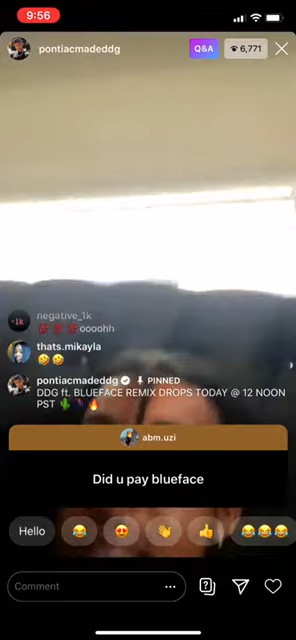 9:56
pontiacmadeddg
Q&A
6,771
negative_1k
💯💯💯oooohh
thats.mikayla
🤣🤣
pontiacmadeddg PINNED
DDG ft. BLUEFACE REMIX DROPS TODAY @ 12 NOON
PST 🌵🍆🔥
abm.uzi
Did u pay blueface
Hello
😂
😍
👋
👍
😂😂😂
Comment